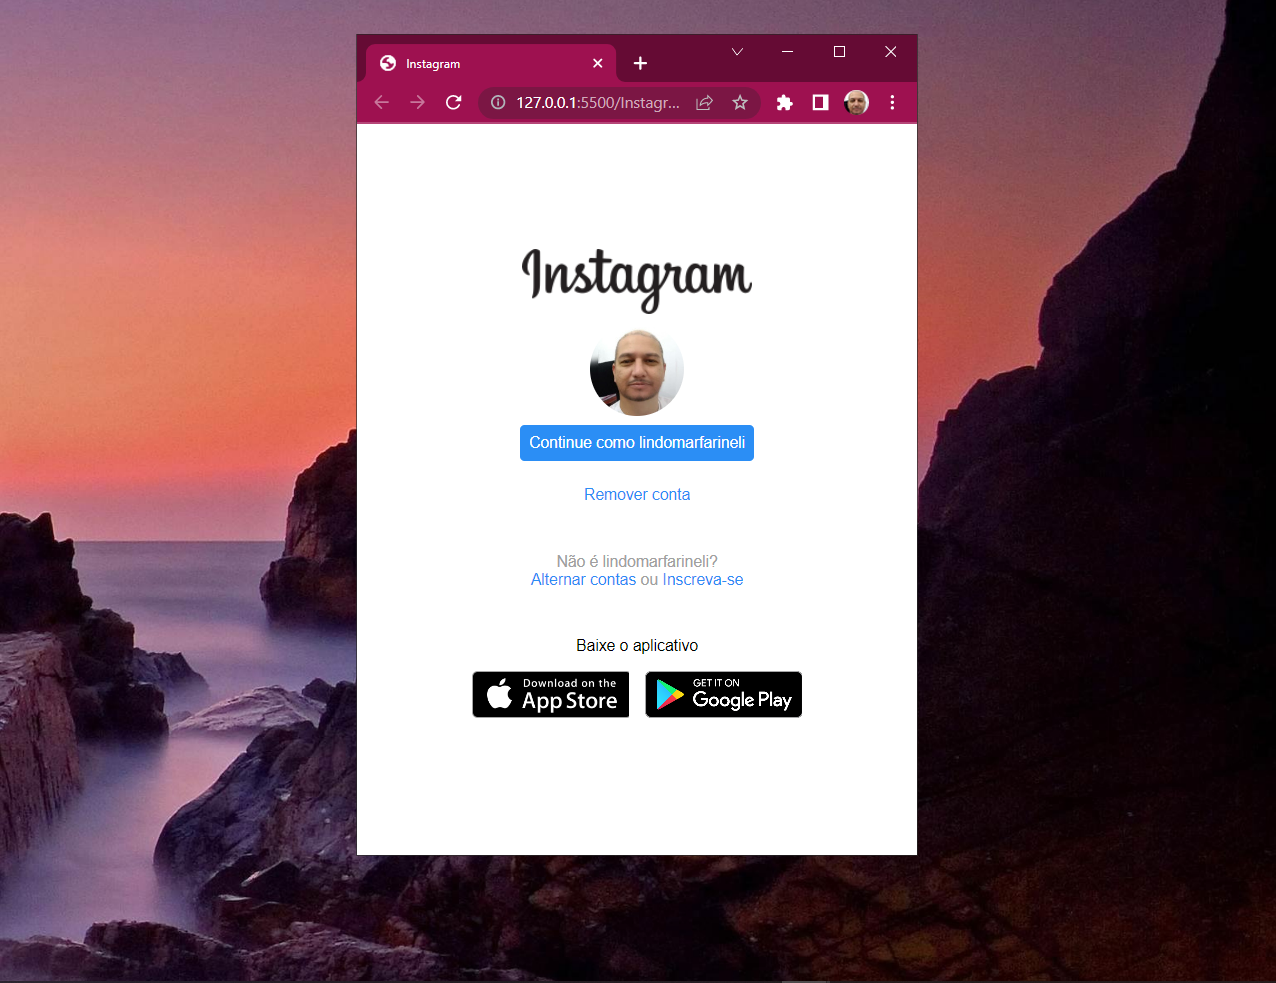 Instagram
127.0.0.1:5500/Instagr...
Instagram
Continue como lindomarfarineli
Remover conta
Não é lindomarfarineli?
Alternar contas ou Inscreva-se
Baixe o aplicativo
Download on the
App Store
GET IT ON
Google Play